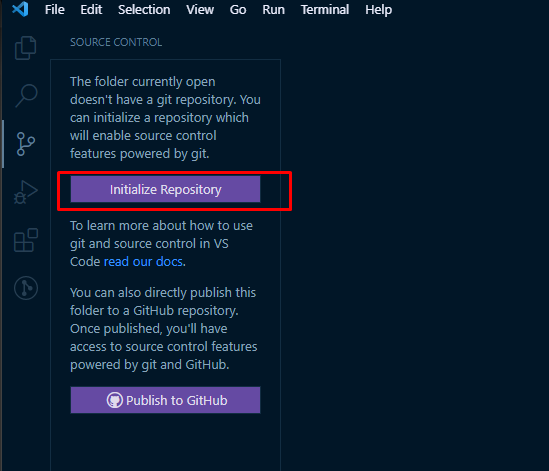 File Edit Selection View Go Run Terminal Help
SOURCE CONTROL
The folder currently open
doesn't have a git repository. You
can initialize a repository which
will enable source control
features powered by git.
Initialize Repository
To learn more about how to use
git and source control in VS
Code read our docs.
You can also directly publish this
folder to a GitHub repository.
Once published, you'll have
access to source control features
powered by git and GitHub.
Publish to GitHub